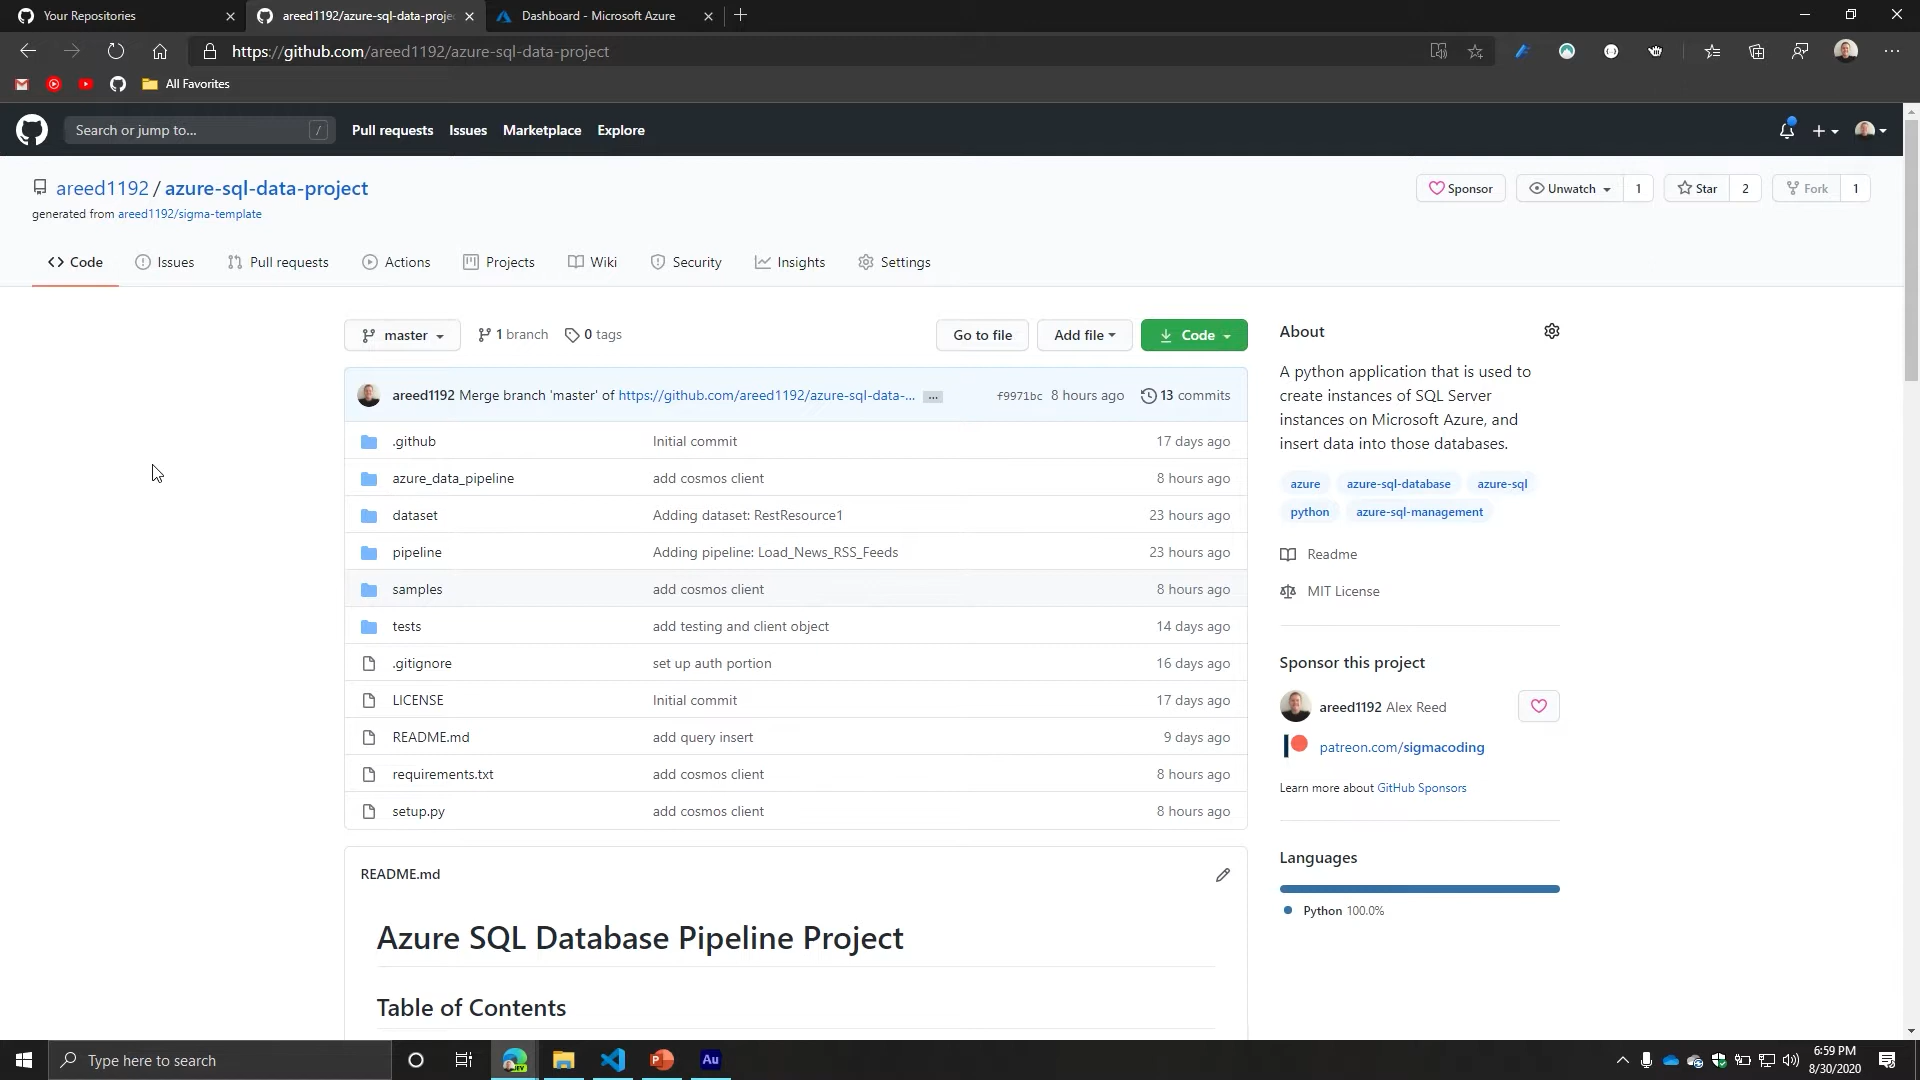 Your Repositories
areed1192/azure-sql-data-proje
Dashboard - Microsoft Azure
https://github.com/areed1192/azure-sql-data-project
All Favorites
Search or jump to... /
Pull requests Issues Marketplace Explore
areed1192 / azure-sql-data-project
Sponsor Unwatch 1 Star 2 Fork 1
generated from areed1192/sigma-template
Code Issues Pull requests Actions Projects Wiki Security Insights Settings
master 1 branch 0 tags Go to file Add file Code
areed1192 Merge branch 'master' of https://github.com/areed1192/azure-sql-data-... ... f9971bc 8 hours ago 13 commits
.github Initial commit 17 days ago
azure_data_pipeline add cosmos client 8 hours ago
dataset Adding dataset: RestResource1 23 hours ago
pipeline Adding pipeline: Load_News_RSS_Feeds 23 hours ago
samples add cosmos client 8 hours ago
tests add testing and client object 14 days ago
.gitignore set up auth portion 16 days ago
LICENSE Initial commit 17 days ago
README.md add query insert 9 days ago
requirements.txt add cosmos client 8 hours ago
setup.py add cosmos client 8 hours ago
README.md
Azure SQL Database Pipeline Project
Table of Contents
About
A python application that is used to
create instances of SQL Server
instances on Microsoft Azure, and
insert data into those databases.
azure azure-sql-database azure-sql
python azure-sql-management
Readme
MIT License
Sponsor this project
areed1192 Alex Reed
patreon.com/sigmacoding
Learn more about GitHub Sponsors
Languages
Python 100.0%
Type here to search
Au
6:59 PM
8/30/2020